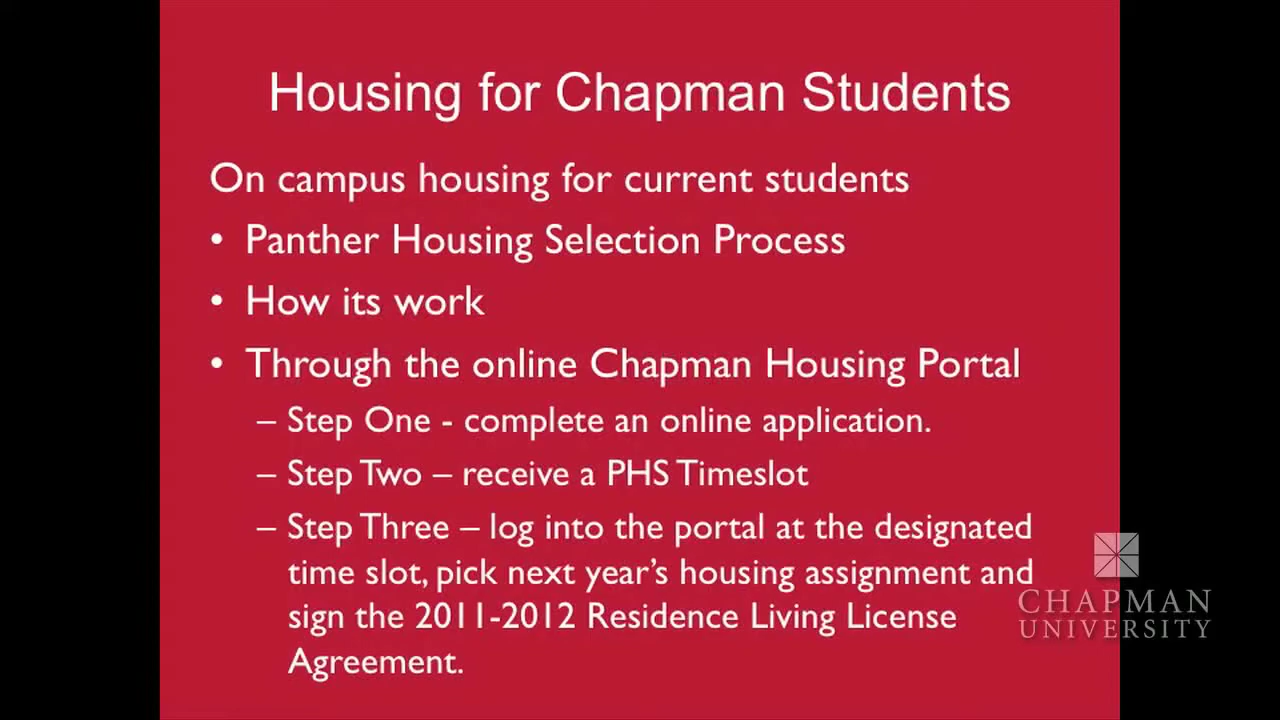 Housing for Chapman Students
On campus housing for current students
• Panther Housing Selection Process
• How its work
• Through the online Chapman Housing Portal
– Step One - complete an online application.
– Step Two – receive a PHS Timeslot
– Step Three – log into the portal at the designated
time slot, pick next year’s housing assignment and
sign the 2011-2012 Residence Living License
Agreement.
CHAPMAN
UNIVERSITY